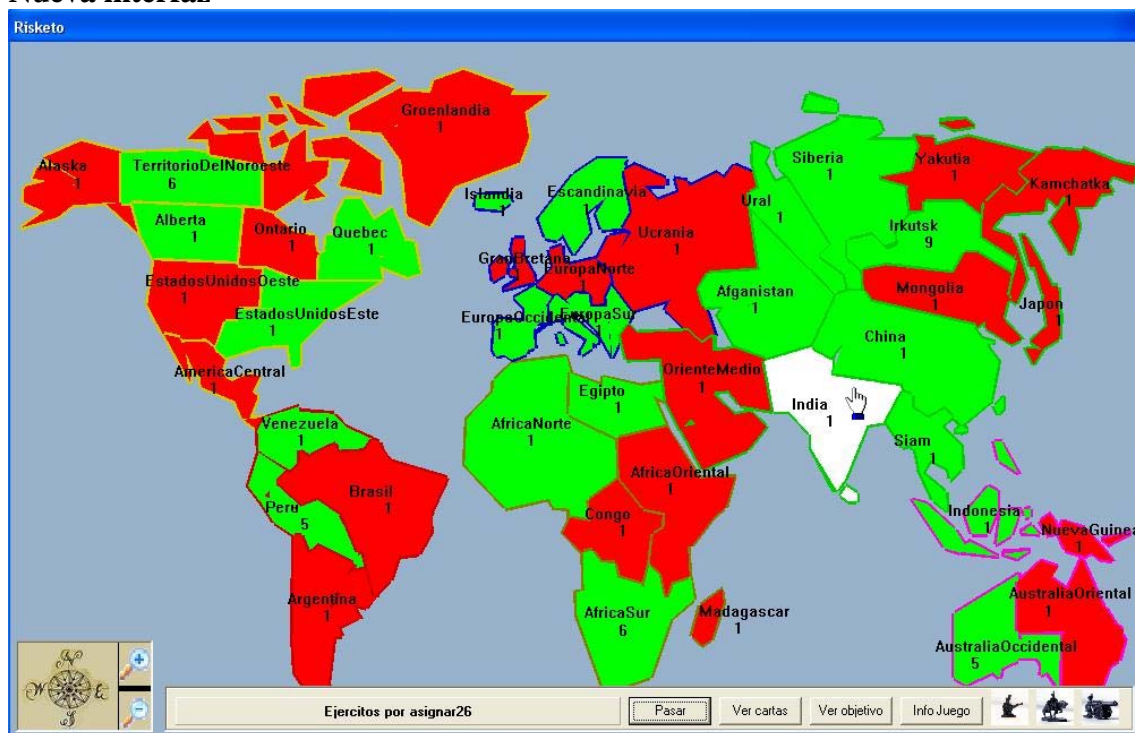 Nueva interfaz
Risketo
Groenlandia
1
Alaska
1
TerritorioDelNoroeste
6
Siberia
1
Yakutia
1
Kamchatka
1
Islandia
1
Escandinavia
1
Ural
1
Alberta
1
Ontario
1
Quebec
1
Ucrania
1
Irkutsk
9
GranBretana
1
EuropaNorte
1
EstadosUnidosOeste
1
Afganistan
1
Mongolia
1
Japon
1
EstadosUnidosEste
1
EuropaOccidental
1
EuropaSur
1
China
1
AmericaCentral
1
OrienteMedio
1
Egipto
1
India
1
Venezuela
1
AfricaNorte
1
Siam
1
AfricaOriental
1
Brasil
1
Peru
5
Congo
1
Indonesia
1
NuevaGuinea
1
Argentina
1
AfricaSur
6
Madagascar
1
AustraliaOriental
1
AustraliaOccidental
5
N
W
E
S
Ejercitos por asignar26
Pasar
Ver cartas
Ver objetivo
Info Juego